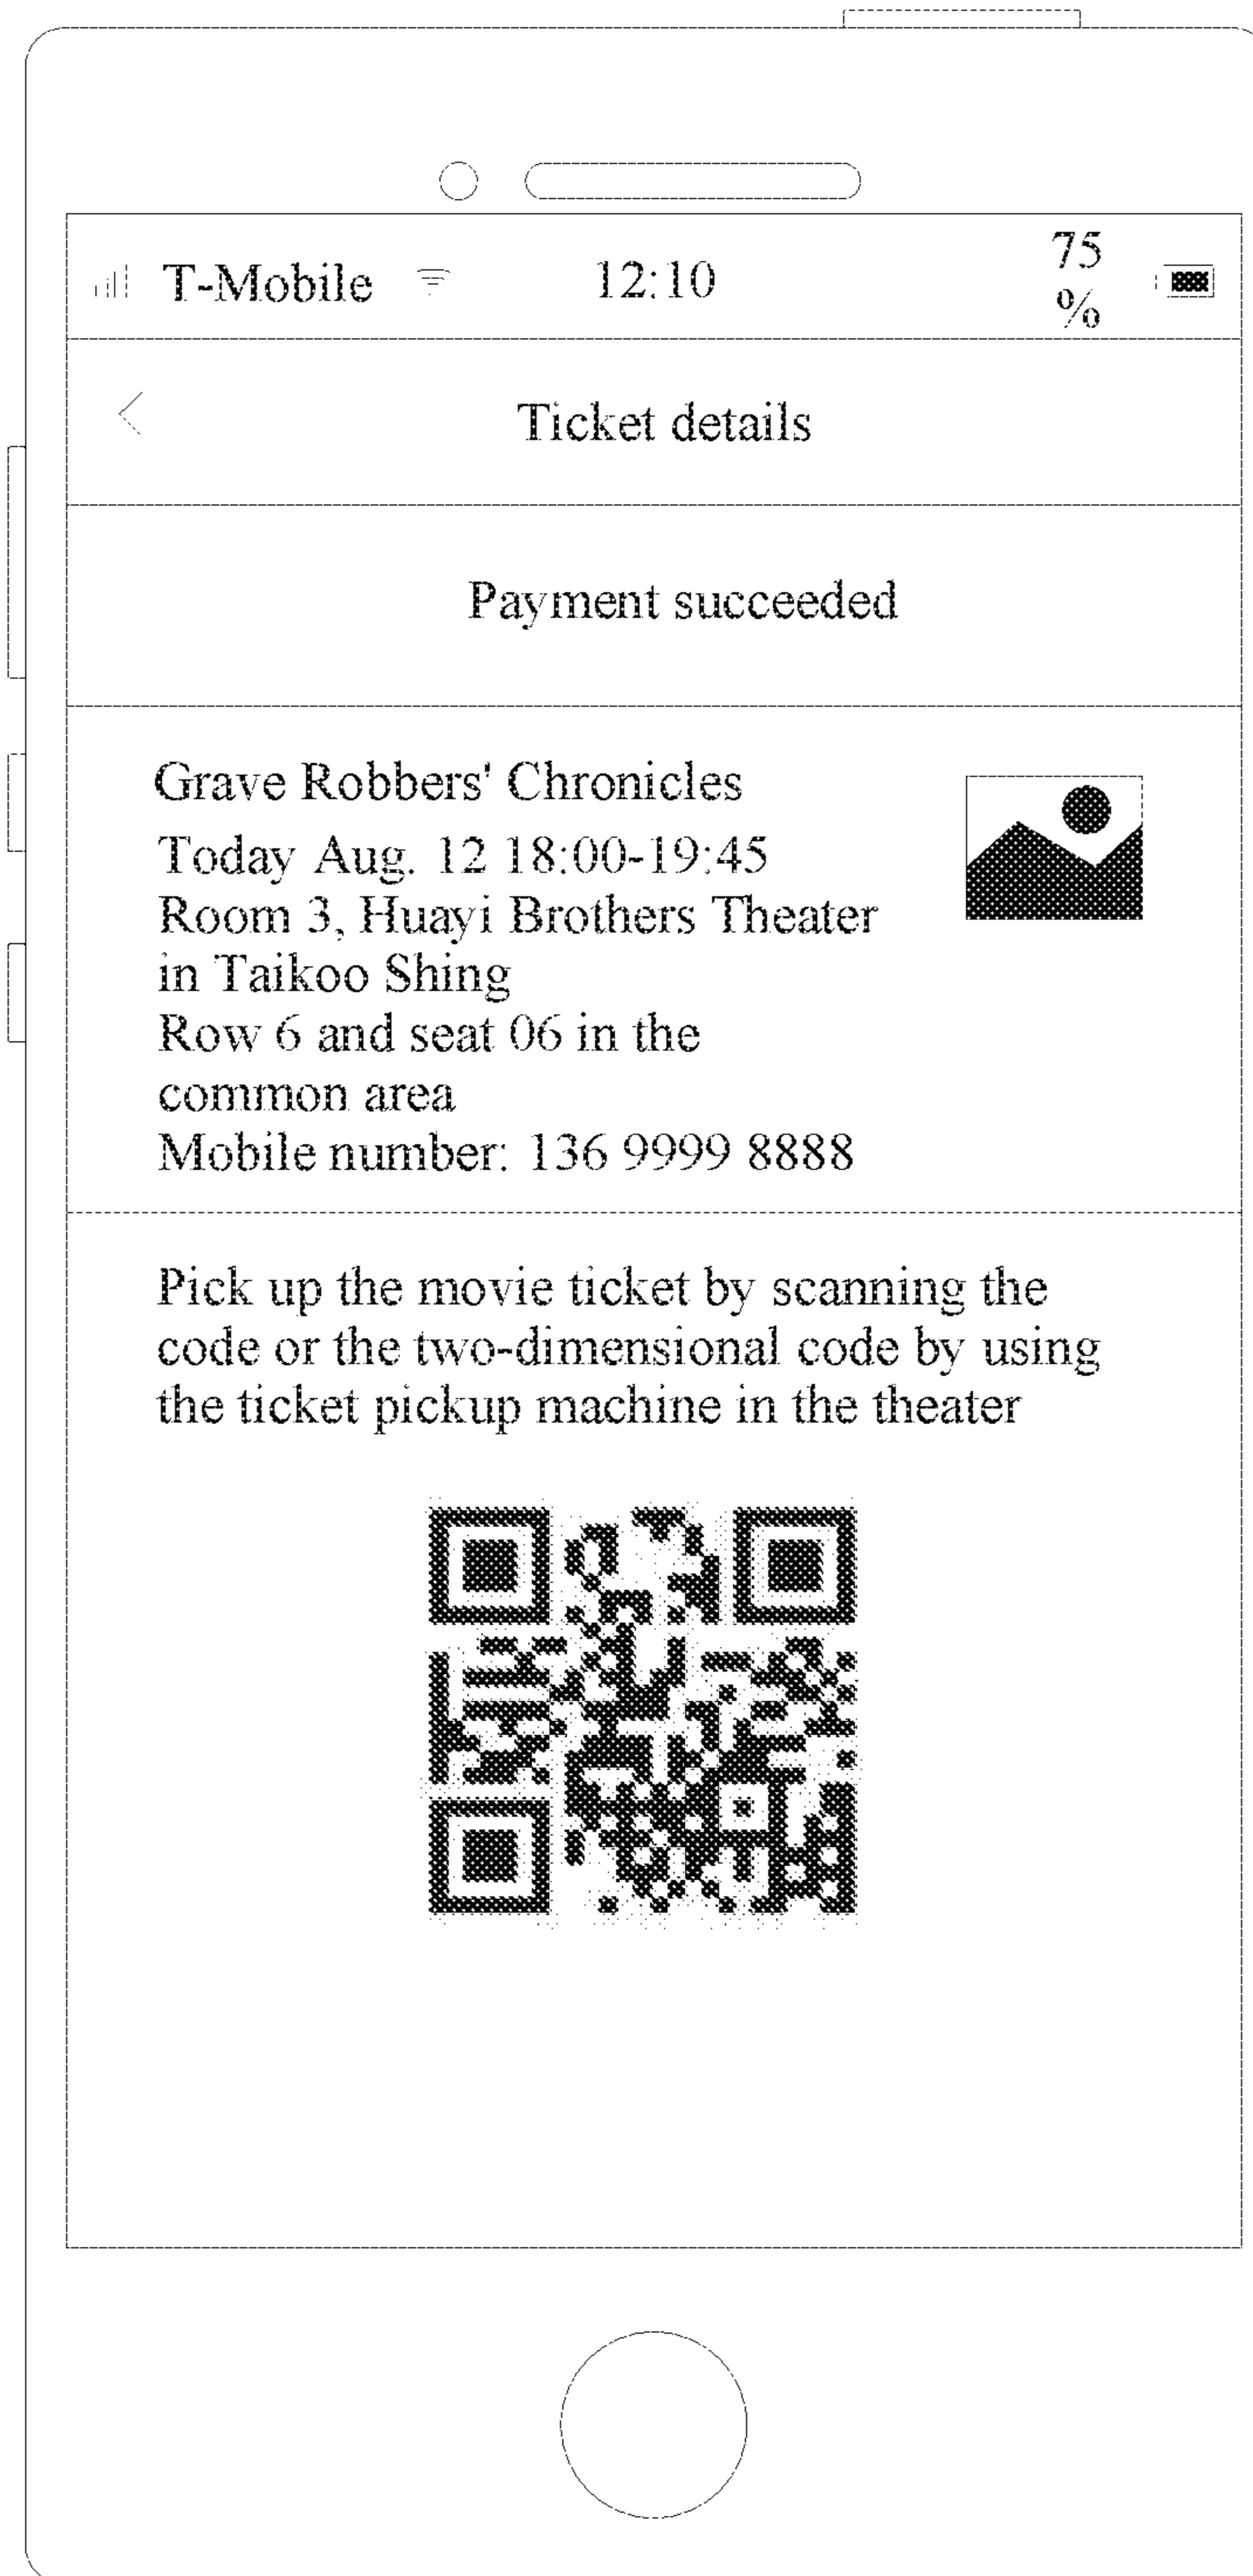 T-Mobile 12:10 75 %
Ticket details
Payment succeeded
Grave Robbers' Chronicles
Today Aug. 12 18:00-19:45
Room 3, Huayi Brothers Theater
in Taikoo Shing
Row 6 and seat 06 in the
common area
Mobile number: 136 9999 8888
Pick up the movie ticket by scanning the
code or the two-dimensional code by using
the ticket pickup machine in the theater